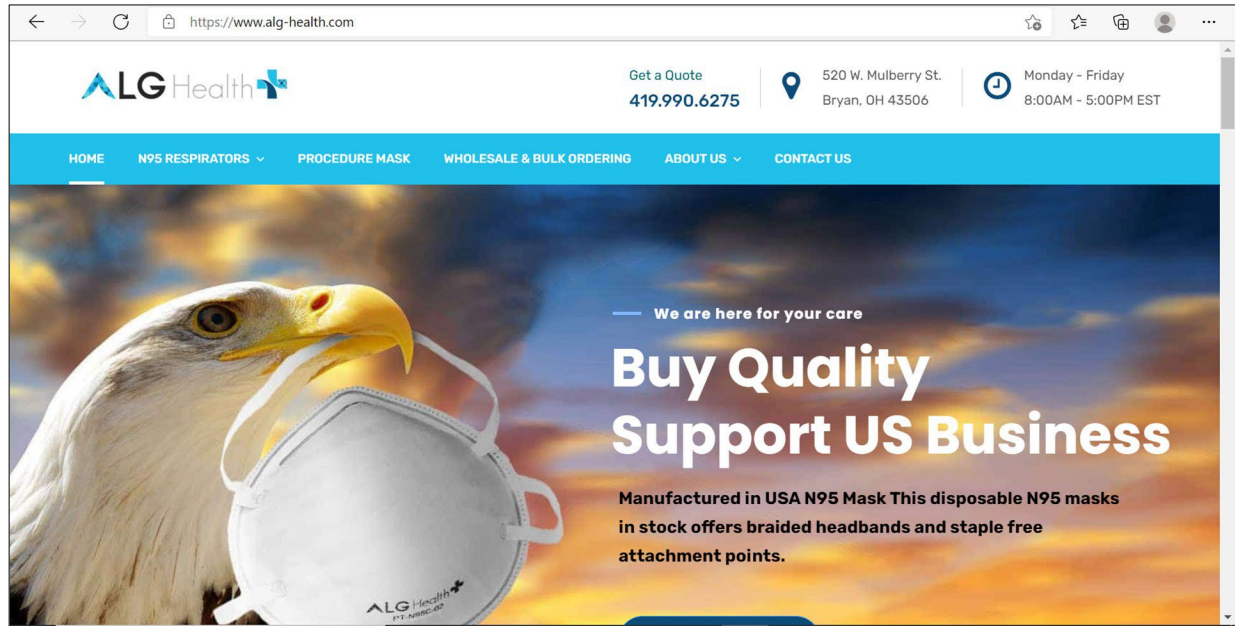 https://www.alg-health.com
ALG Health
Get a Quote
419.990.6275
520 W. Mulberry St.
Bryan, OH 43506
Monday - Friday
8:00AM - 5:00PM EST
HOME
N95 RESPIRATORS
PROCEDURE MASK
WHOLESALE & BULK ORDERING
ABOUT US
CONTACT US
We are here for your care
Buy Quality
Support US Business
Manufactured in USA N95 Mask This disposable N95 masks
in stock offers braided headbands and staple free
attachment points.
ALG Health
PT-N95C-02